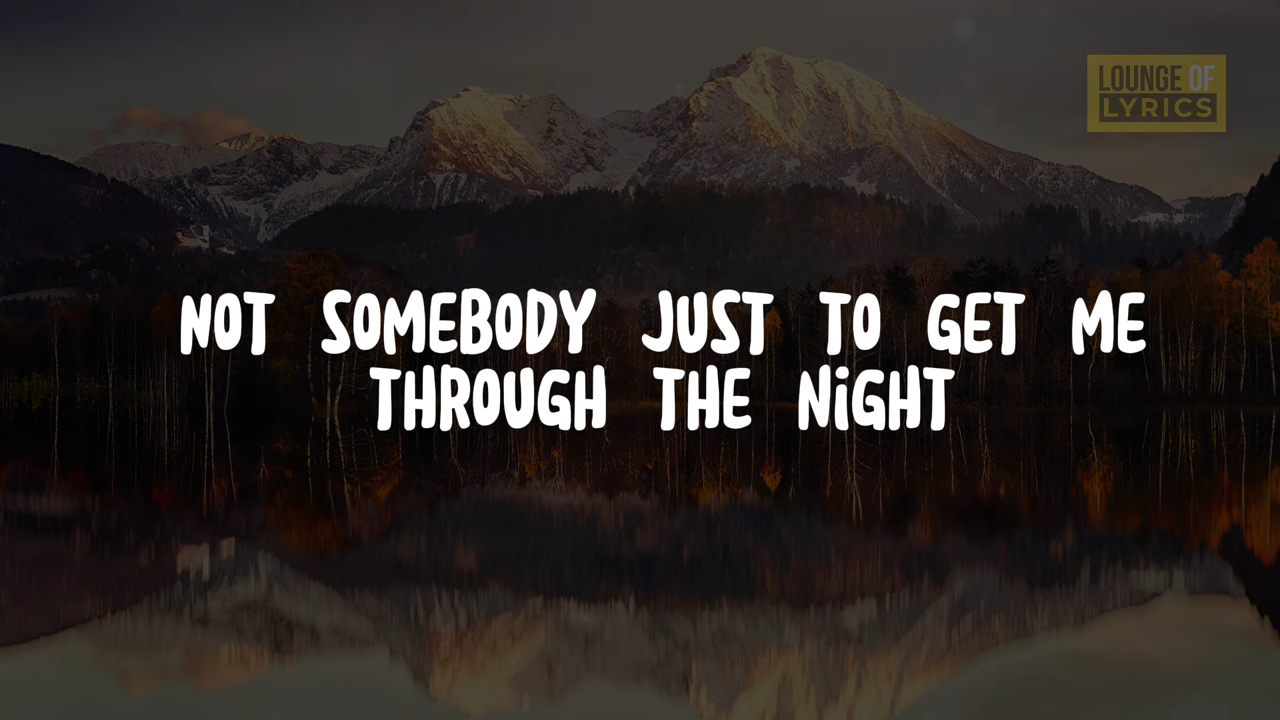 LOUNGE OF
LYRICS
NOT SOMEBODY JUST TO GET ME
THROUGH THE NiGHT